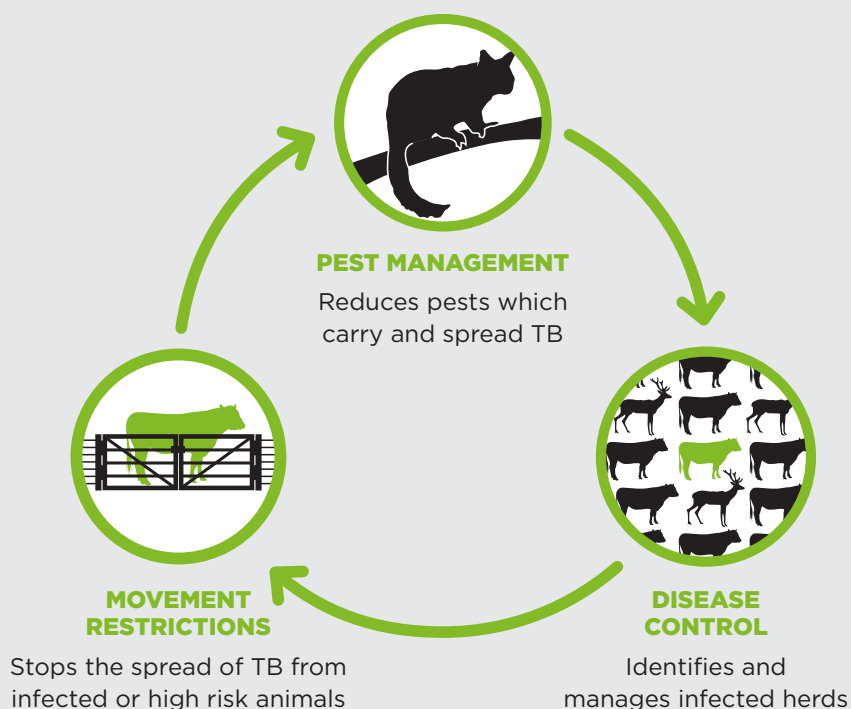 PEST MANAGEMENT
Reduces pests which
carry and spread TB
MOVEMENT
RESTRICTIONS
Stops the spread of TB from
infected or high risk animals
DISEASE
CONTROL
Identifies and
manages infected herds